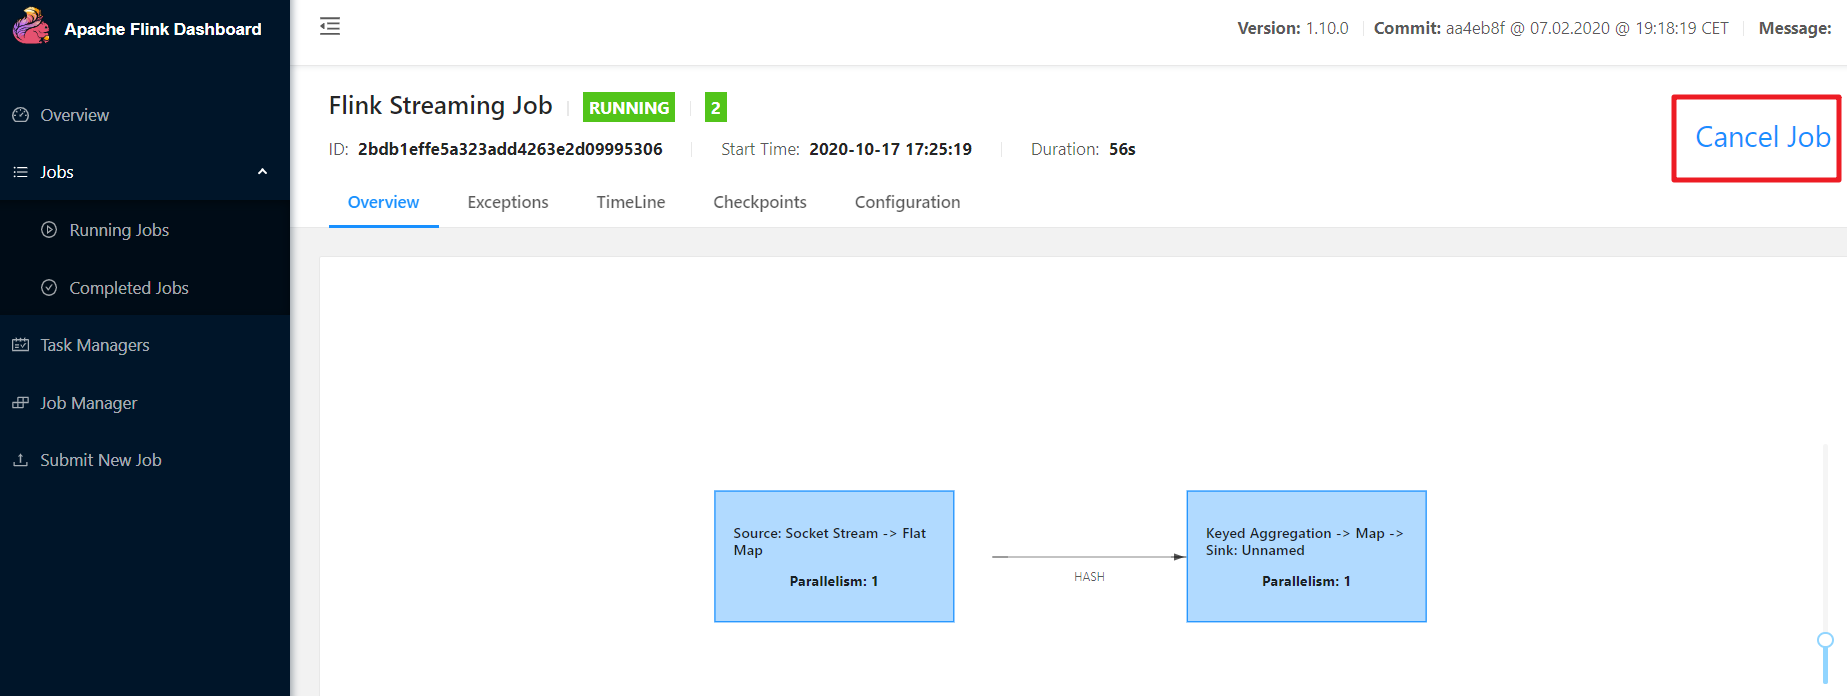 Apache Flink Dashboard
Version: 1.10.0 Commit: aa4eb8f @ 07.02.2020 @ 19:18:19 CET Message:
Overview
Jobs
Running Jobs
Completed Jobs
Task Managers
Job Manager
Submit New Job
Flink Streaming Job RUNNING 2
ID: 2bdb1effe5a323add4263e2d09995306 Start Time: 2020-10-17 17:25:19 Duration: 56s
Cancel Job
Overview Exceptions TimeLine Checkpoints Configuration
Source: Socket Stream -> Flat
Map
Parallelism: 1
HASH
Keyed Aggregation -> Map ->
Sink: Unnamed
Parallelism: 1